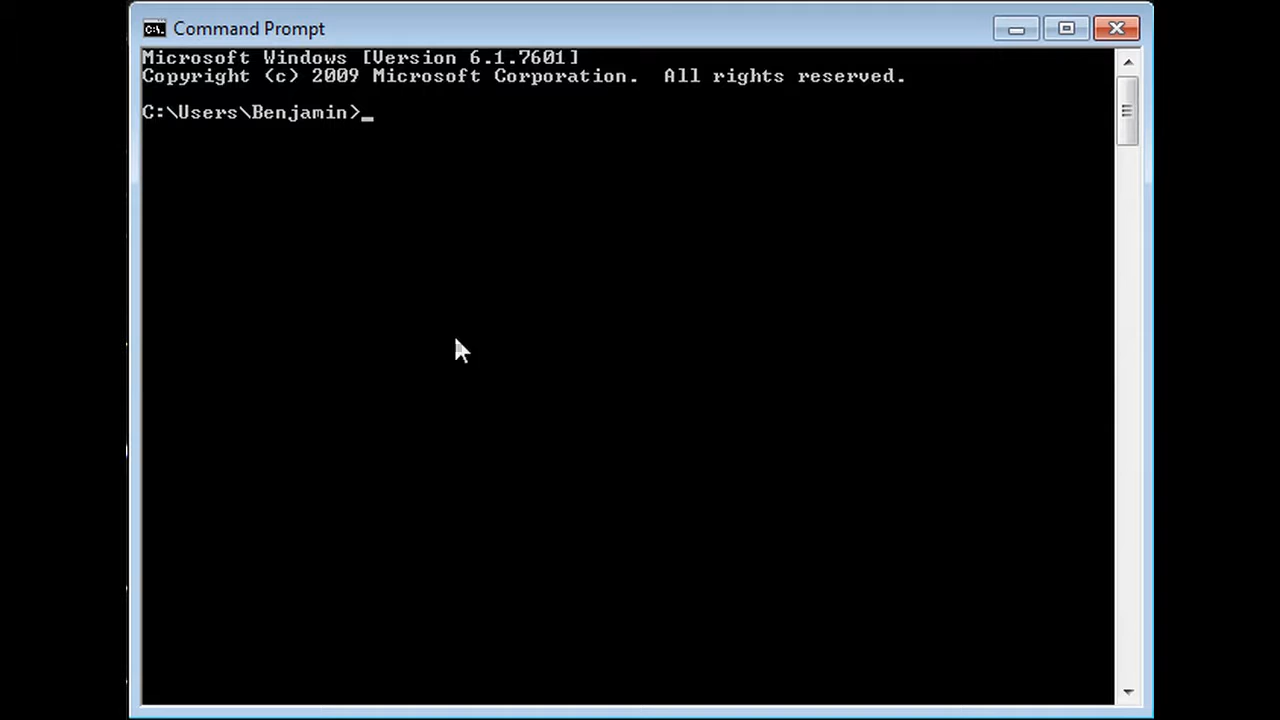 Command Prompt
Microsoft Windows [Version 6.1.7601]
Copyright (c) 2009 Microsoft Corporation.  All rights reserved.
C:\Users\Benjamin>_